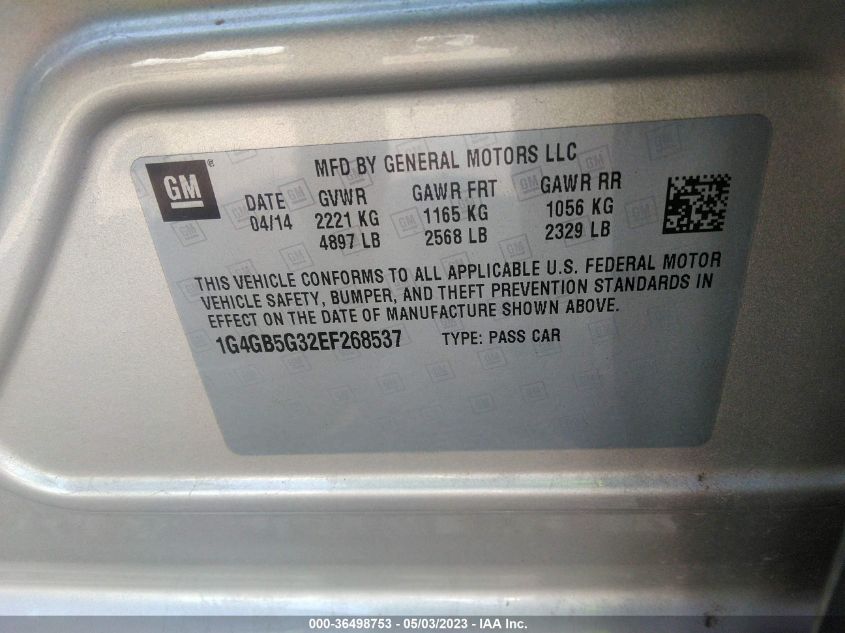 GM ®
MFD BY GENERAL MOTORS LLC
DATE GVWR GAWR FRT GAWR RR
04/14 2221 KG 1165 KG 1056 KG
4897 LB 2568 LB 2329 LB
THIS VEHICLE CONFORMS TO ALL APPLICABLE U.S. FEDERAL MOTOR
VEHICLE SAFETY, BUMPER, AND THEFT PREVENTION STANDARDS IN
EFFECT ON THE DATE OF MANUFACTURE SHOWN ABOVE.
1G4GB5G32EF268537 TYPE: PASS CAR
000-36498753 — 05/03/2023 — IAA Inc.